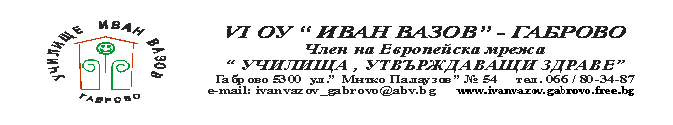 УЧИЛИЩЕ ИВАН ВАЗОВ
ГАБРОВО
VI ОУ “ ИВАН ВАЗОВ” - ГАБРОВО
Член на Европейска мрежа
“ УЧИЛИЩА , УТВЪРЖДАВАЩИ ЗДРАВЕ”
Габрово 5300 ул.” Митко Палаузов” № 54 тел. 066 / 80-34-87
e-mail: ivanvazov_gabrovo@abv.bg www.ivanvazov.gabrovo.free.bg